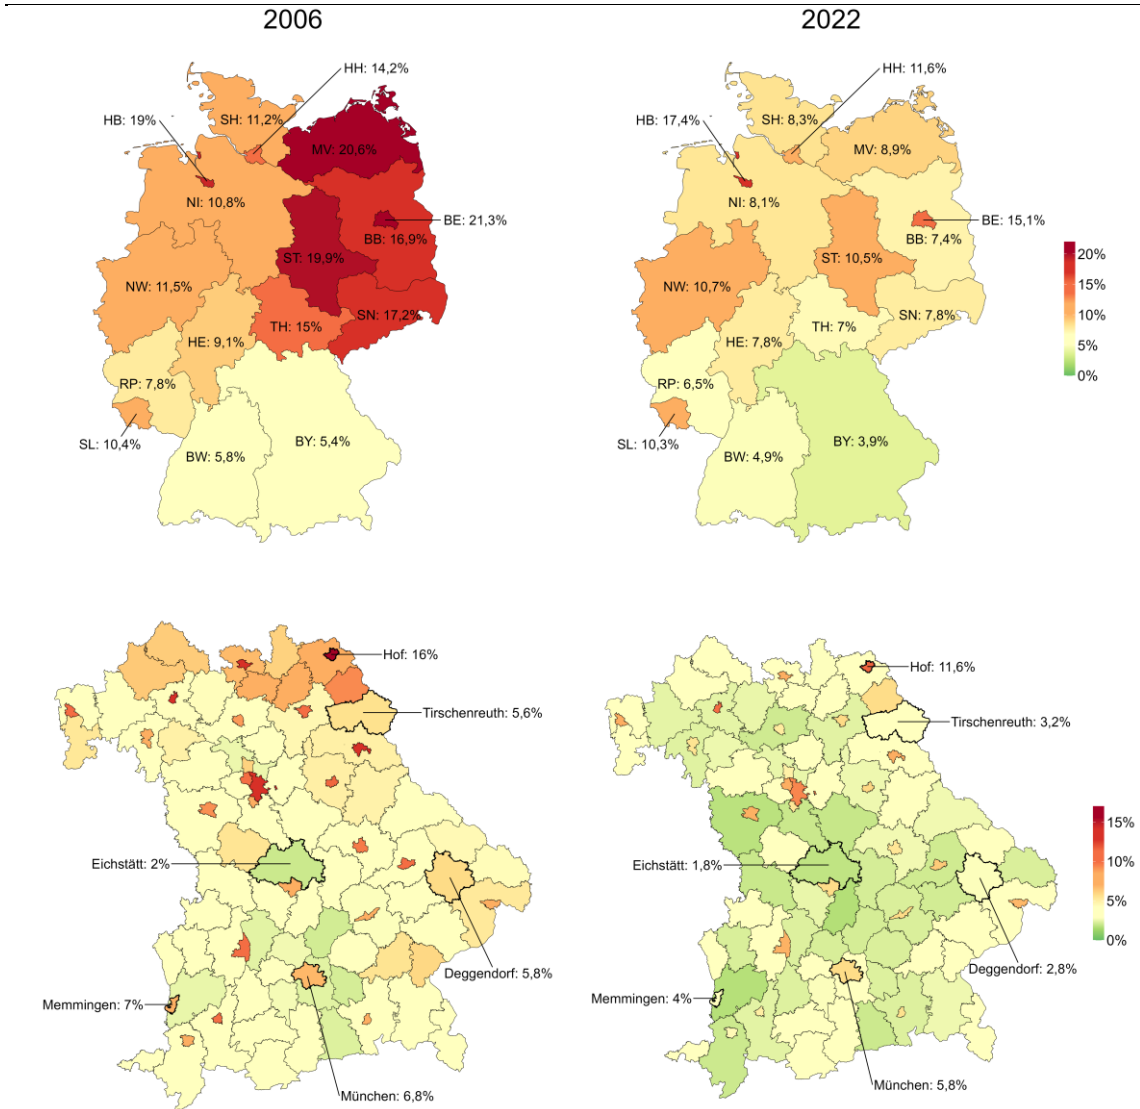 2006
2022
HH: 14,2%
SH: 11,2%
HB: 19%
MV: 20,6%
NI: 10,8%
BE: 21,3%
BB: 16,9%
ST: 19,9%
NW: 11,5%
SN: 17,2%
TH: 15%
HE: 9,1%
RP: 7,8%
SL: 10,4%
BW: 5,8%
BY: 5,4%
HH: 11,6%
SH: 8,3%
HB: 17,4%
MV: 8,9%
NI: 8,1%
BE: 15,1%
BB: 7,4%
ST: 10,5%
NW: 10,7%
SN: 7,8%
TH: 7%
HE: 7,8%
RP: 6,5%
SL: 10,3%
BW: 4,9%
BY: 3,9%
20%
15%
10%
5%
0%
Hof: 16%
Tirschenreuth: 5,6%
Eichstätt: 2%
Deggendorf: 5,8%
Memmingen: 7%
München: 6,8%
Hof: 11,6%
Tirschenreuth: 3,2%
Eichstätt: 1,8%
Deggendorf: 2,8%
Memmingen: 4%
München: 5,8%
15%
10%
5%
0%